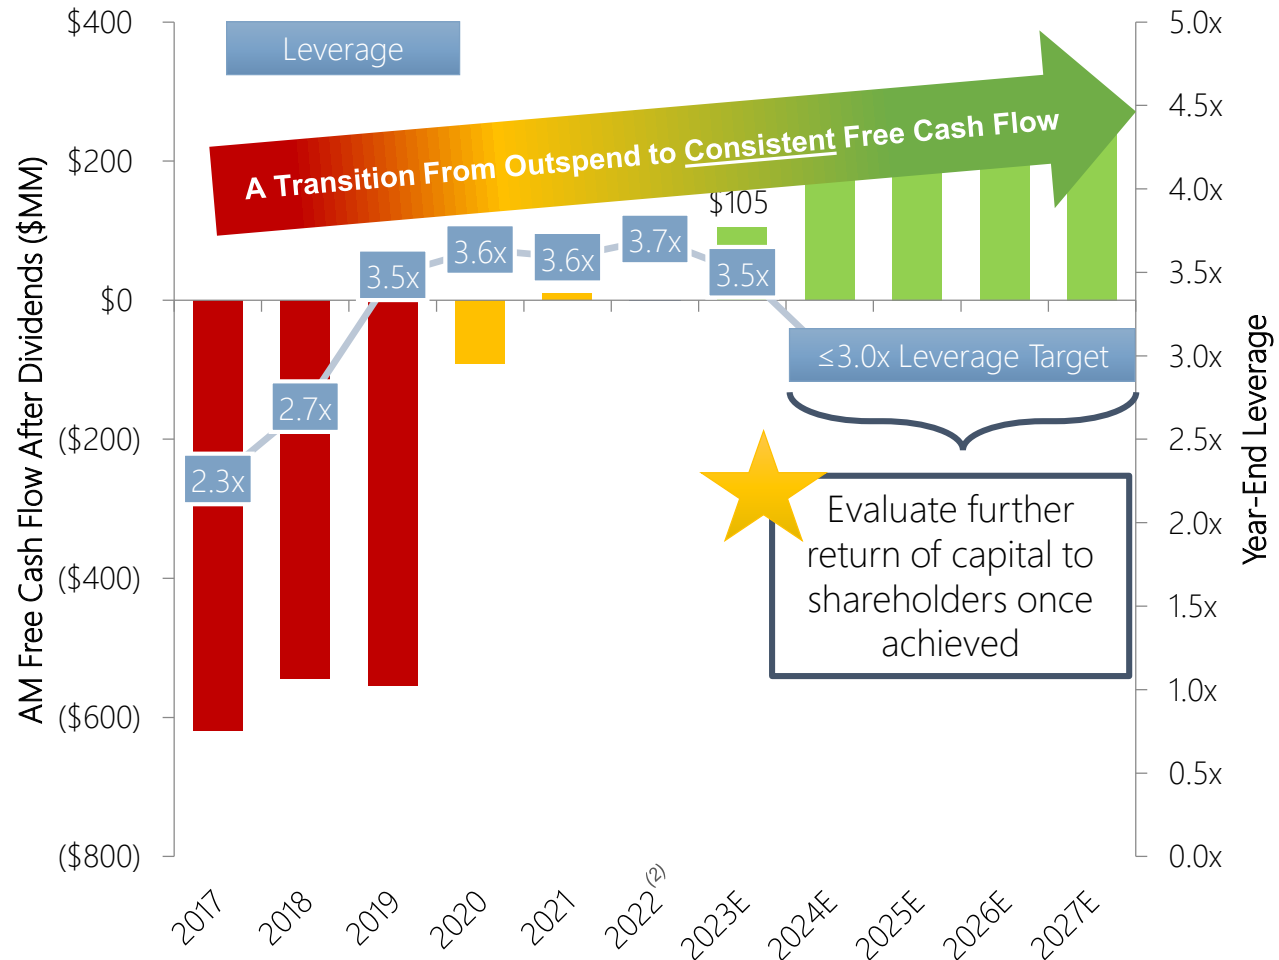 $400
$200
$0
($200)
($400)
($600)
($800)
AM Free Cash Flow After Dividends ($MM)
Leverage
A Transition From Outspend to Consistent Free Cash Flow
$105
2.3x
2.7x
3.5x
3.6x
3.6x
3.7x
3.5x
≤3.0x Leverage Target
Evaluate further
return of capital to
shareholders once
achieved
5.0x
4.5x
4.0x
3.5x
3.0x
2.5x
2.0x
1.5x
1.0x
0.5x
0.0x
Year-End Leverage
2017
2018
2019
2020
2021
2022(2)
2023E
2024E
2025E
2026E
2027E